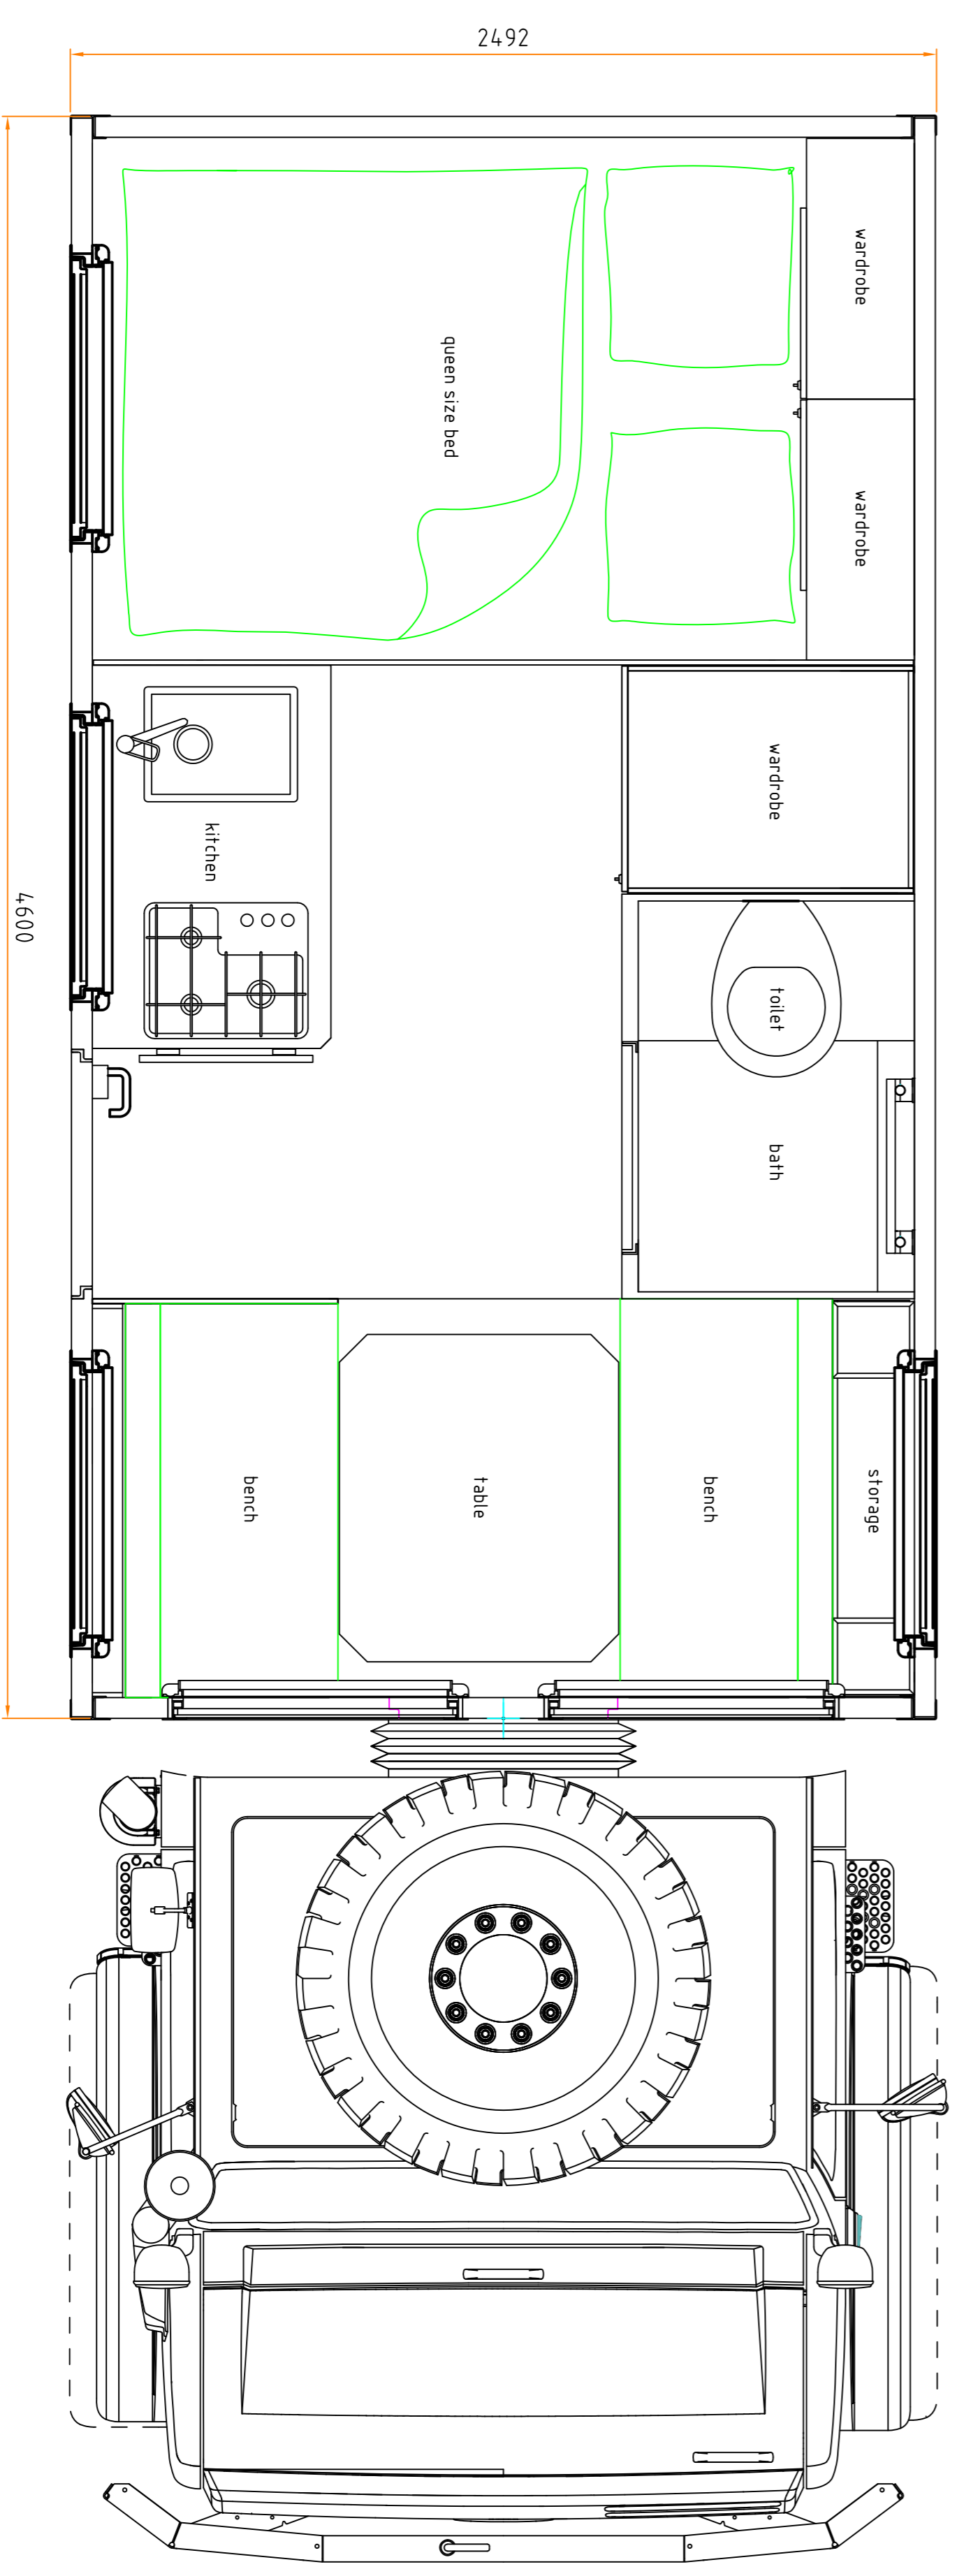 2492
wardrobe
wardrobe
queen size bed
wardrobe
kitchen
4600
toilet
bath
bench
table
bench
storage